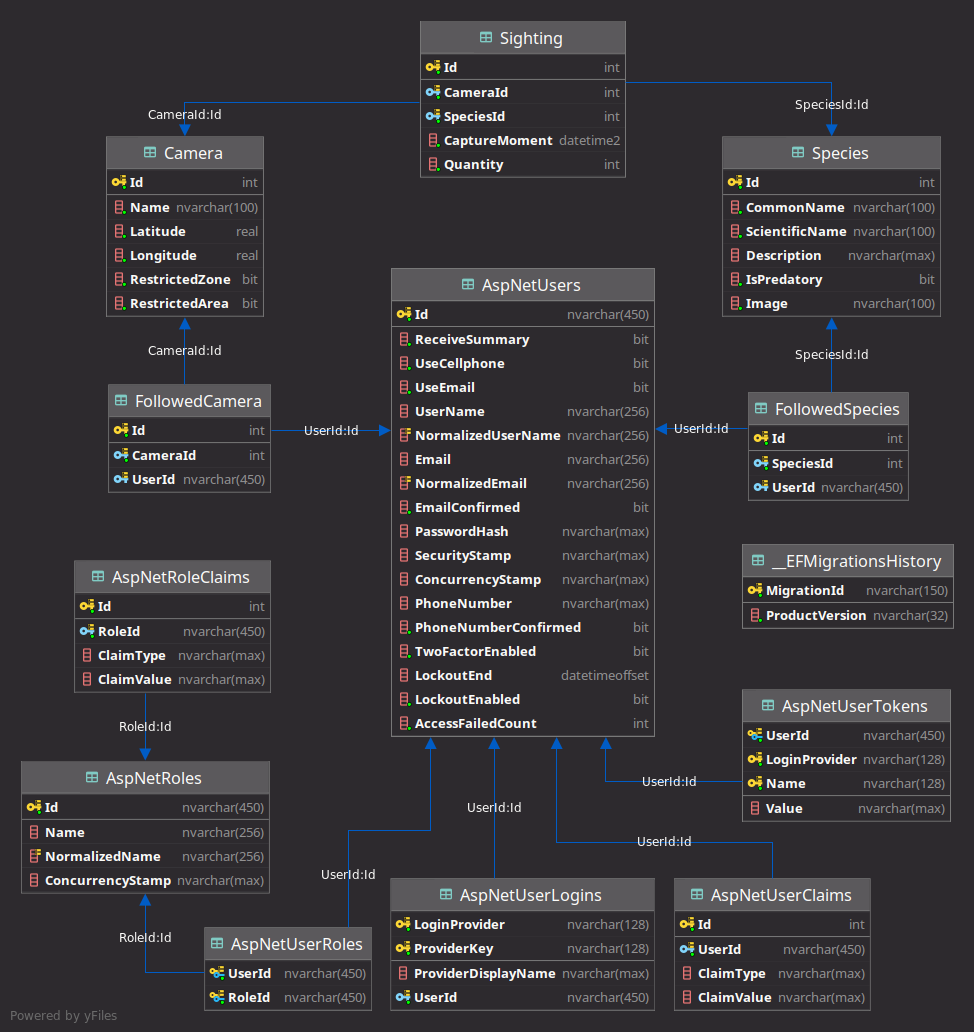 Sighting
Id int
CameraId int
SpeciesId int
CaptureMoment datetime2
Quantity int
CameraId:Id
SpeciesId:Id
Camera
Id int
Name nvarchar(100)
Latitude real
Longitude real
RestrictedZone bit
RestrictedArea bit
Species
Id int
CommonName nvarchar(100)
ScientificName nvarchar(100)
Description nvarchar(max)
IsPredatory bit
Image nvarchar(100)
CameraId:Id
SpeciesId:Id
AspNetUsers
Id nvarchar(450)
ReceiveSummary bit
UseCellphone bit
UseEmail bit
UserName nvarchar(256)
NormalizedUserName nvarchar(256)
Email nvarchar(256)
NormalizedEmail nvarchar(256)
EmailConfirmed bit
PasswordHash nvarchar(max)
SecurityStamp nvarchar(max)
ConcurrencyStamp nvarchar(max)
PhoneNumber nvarchar(max)
PhoneNumberConfirmed bit
TwoFactorEnabled bit
LockoutEnd datetimeoffset
LockoutEnabled bit
AccessFailedCount int
FollowedCamera
Id int
CameraId int
UserId nvarchar(450)
UserId:Id
FollowedSpecies
Id int
SpeciesId int
UserId nvarchar(450)
UserId:Id
__EFMigrationsHistory
MigrationId nvarchar(150)
ProductVersion nvarchar(32)
AspNetRoleClaims
Id int
RoleId nvarchar(450)
ClaimType nvarchar(max)
ClaimValue nvarchar(max)
RoleId:Id
AspNetUserTokens
UserId nvarchar(450)
LoginProvider nvarchar(128)
Name nvarchar(128)
Value nvarchar(max)
UserId:Id
AspNetRoles
Id nvarchar(450)
Name nvarchar(256)
NormalizedName nvarchar(256)
ConcurrencyStamp nvarchar(max)
UserId:Id
UserId:Id
UserId:Id
RoleId:Id
AspNetUserRoles
UserId nvarchar(450)
RoleId nvarchar(450)
AspNetUserLogins
LoginProvider nvarchar(128)
ProviderKey nvarchar(128)
ProviderDisplayName nvarchar(max)
UserId nvarchar(450)
AspNetUserClaims
Id int
UserId nvarchar(450)
ClaimType nvarchar(max)
ClaimValue nvarchar(max)
Powered by yFiles